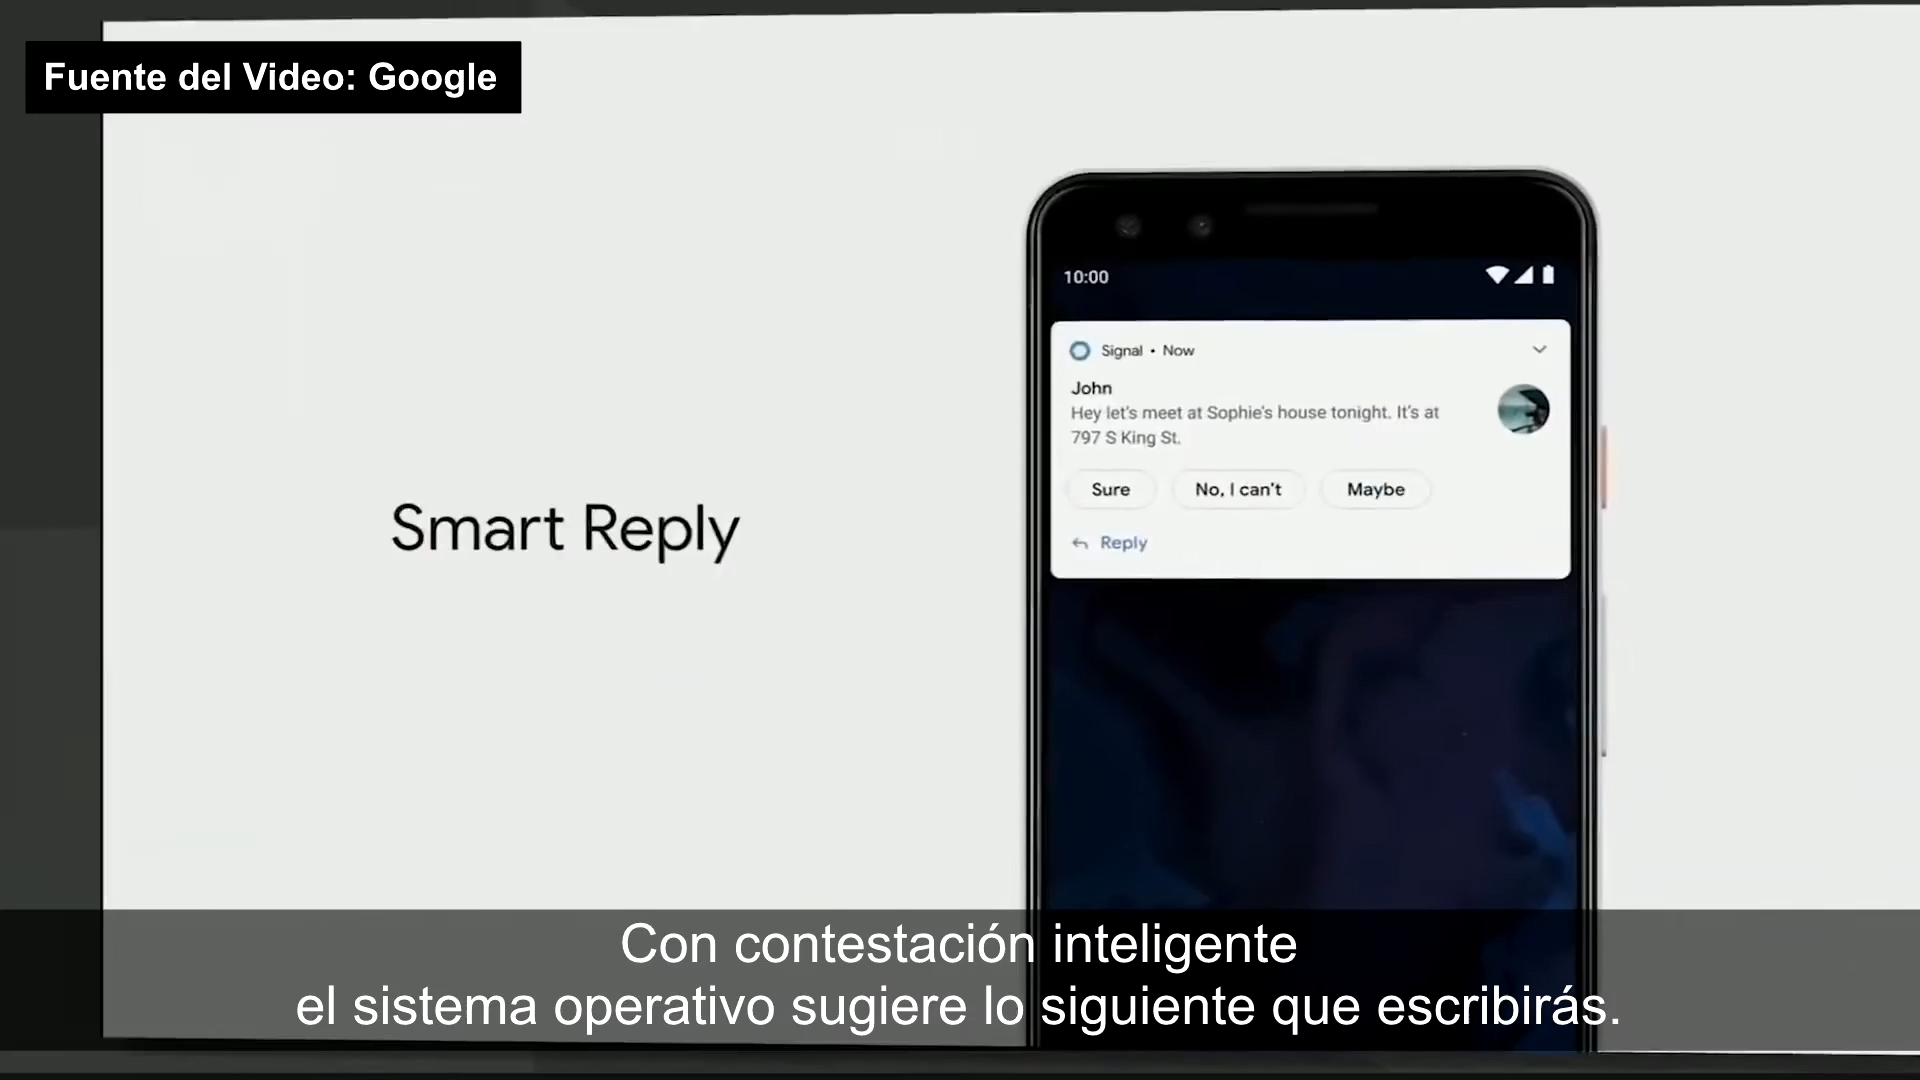 Fuente del Video: Google
Smart Reply
10:00
Signal • Now
John
Hey let's meet at Sophie's house tonight. It's at
797 S King St.
Sure No, I can't Maybe
Reply
Con contestación inteligente
el sistema operativo sugiere lo siguiente que escribirás.